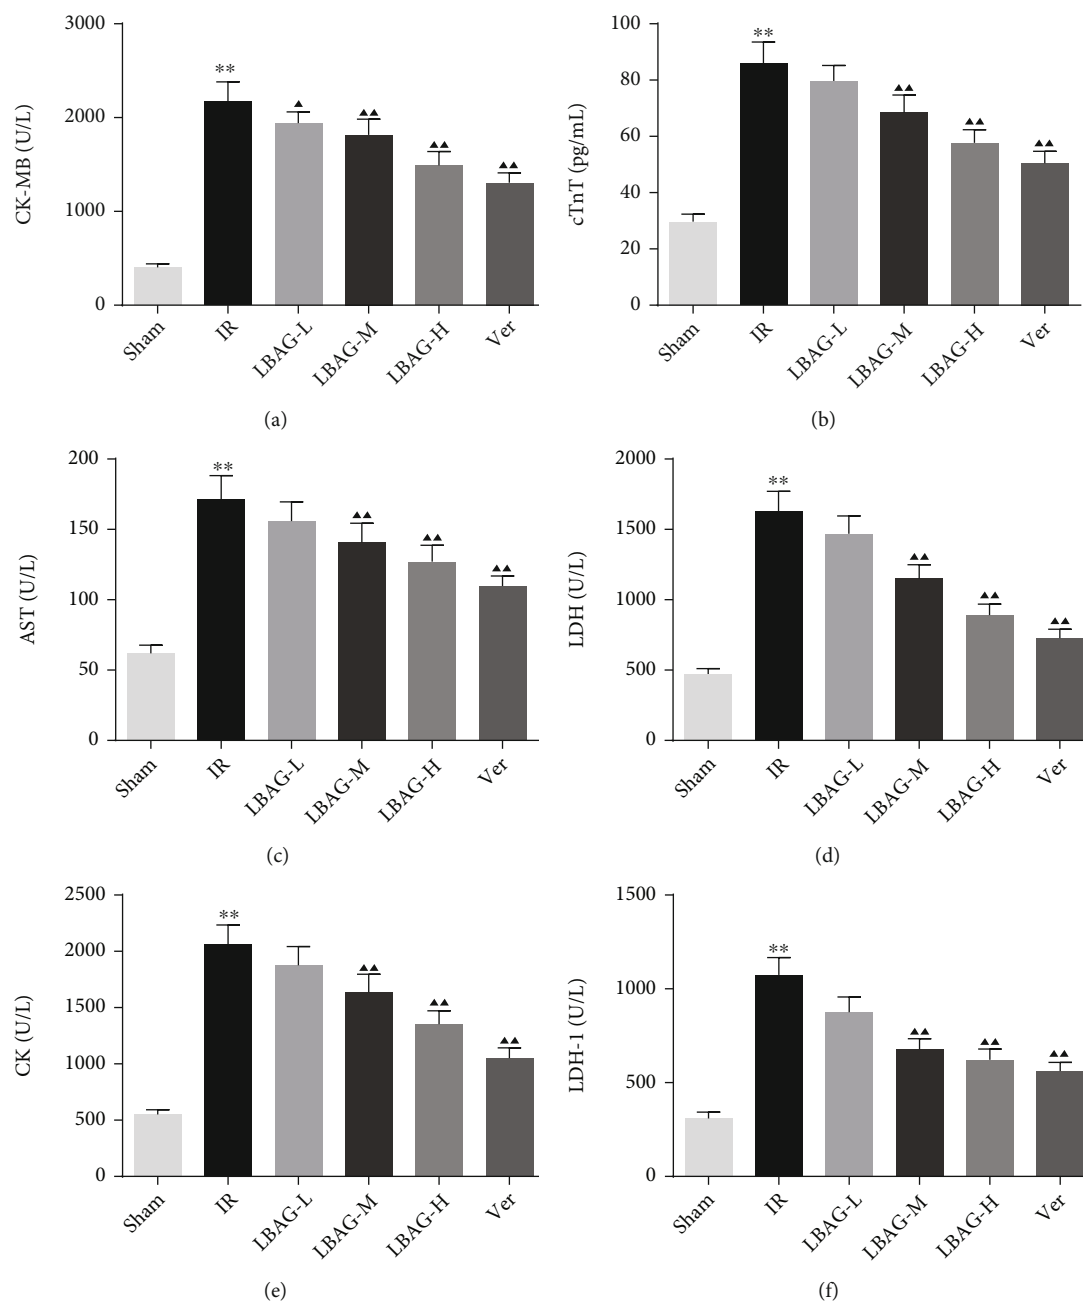 CK-MB (U/L)
3000
2000
1000
0
**
▲
▲▲
▲▲
▲▲
Sham
IR
LBAG-L
LBAG-M
LBAG-H
Ver
(a)
cTnT (pg/mL)
100
80
60
40
20
0
**
▲▲
▲▲
▲▲
Sham
IR
LBAG-L
LBAG-M
LBAG-H
Ver
(b)
AST (U/L)
200
150
100
50
0
**
▲▲
▲▲
▲▲
Sham
IR
LBAG-L
LBAG-M
LBAG-H
Ver
(c)
LDH (U/L)
2000
1500
1000
500
0
**
▲▲
▲▲
▲▲
Sham
IR
LBAG-L
LBAG-M
LBAG-H
Ver
(d)
CK (U/L)
2500
2000
1500
1000
500
0
**
▲▲
▲▲
▲▲
Sham
IR
LBAG-L
LBAG-M
LBAG-H
Ver
(e)
LDH-1 (U/L)
1500
1000
500
0
**
▲▲
▲▲
▲▲
Sham
IR
LBAG-L
LBAG-M
LBAG-H
Ver
(f)